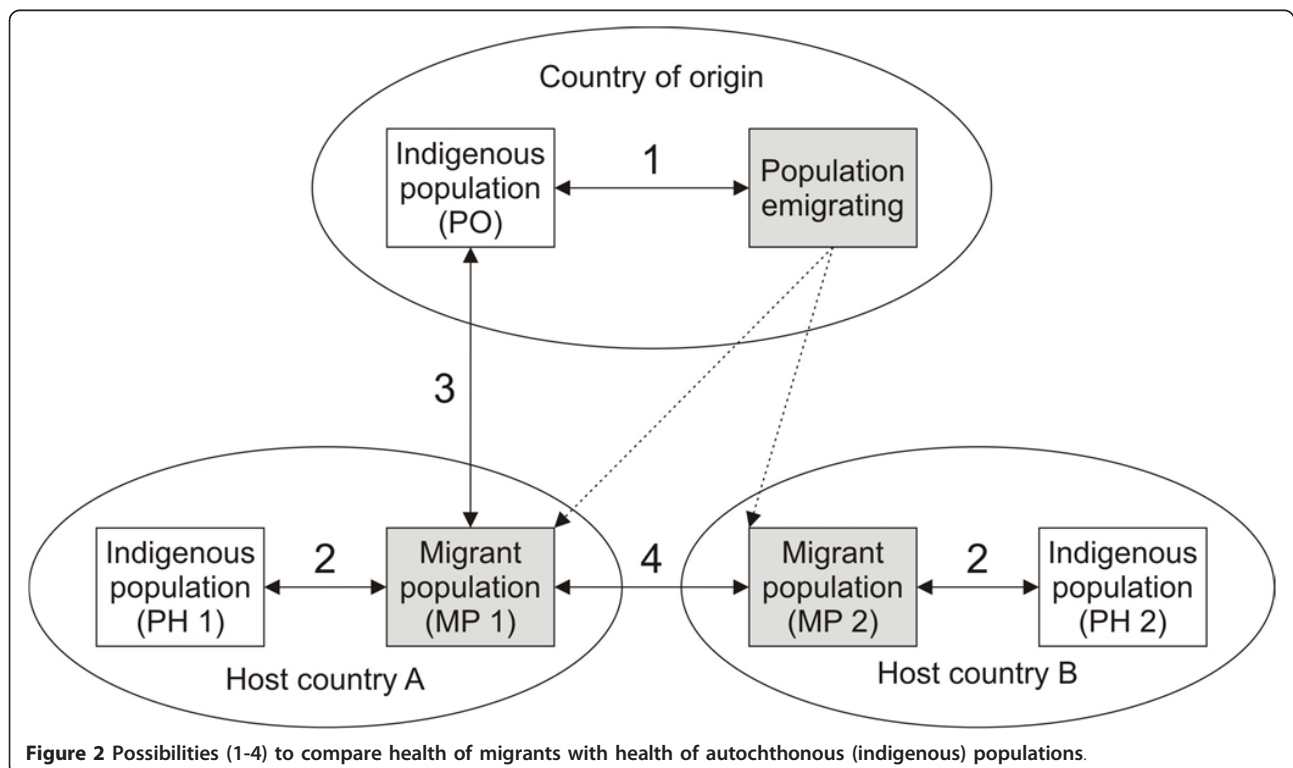 Country of origin
Indigenous
population
(PO)
1
Population
emigrating
3
Indigenous
population
(PH 1)
2
Migrant
population
(MP 1)
4
Migrant
population
(MP 2)
2
Indigenous
population
(PH 2)
Host country A
Host country B
Figure 2 Possibilities (1-4) to compare health of migrants with health of autochthonous (indigenous) populations.